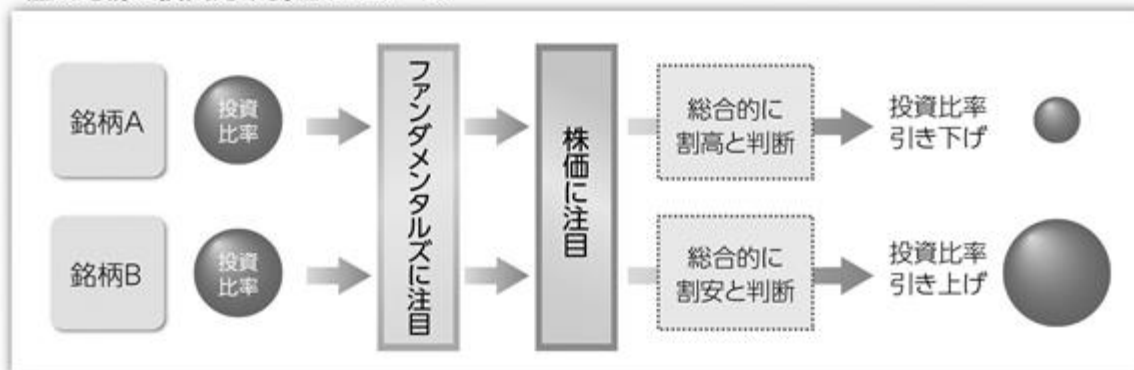 銘柄A
投資
比率
ファンダメンタルズに注目
株価に注目
総合的に
割高と判断
投資比率
引き下げ
銘柄B
投資
比率
総合的に
割安と判断
投資比率
引き上げ